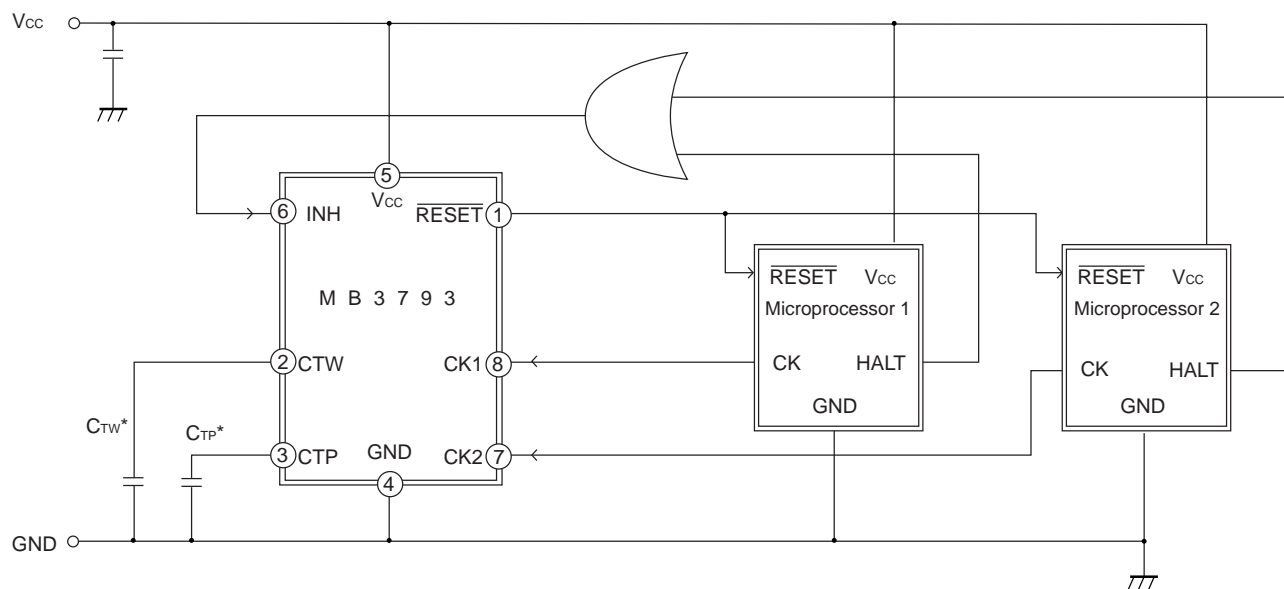 VCC
5
VCC
6 INH
RESET 1
M B 3 7 9 3
RESET VCC
Microprocessor 1
RESET VCC
Microprocessor 2
2 CTW
CK1 8
CK HALT
CK HALT
GND
GND
CTW*
CTP*
3 CTP
GND
CK2 7
4
GND